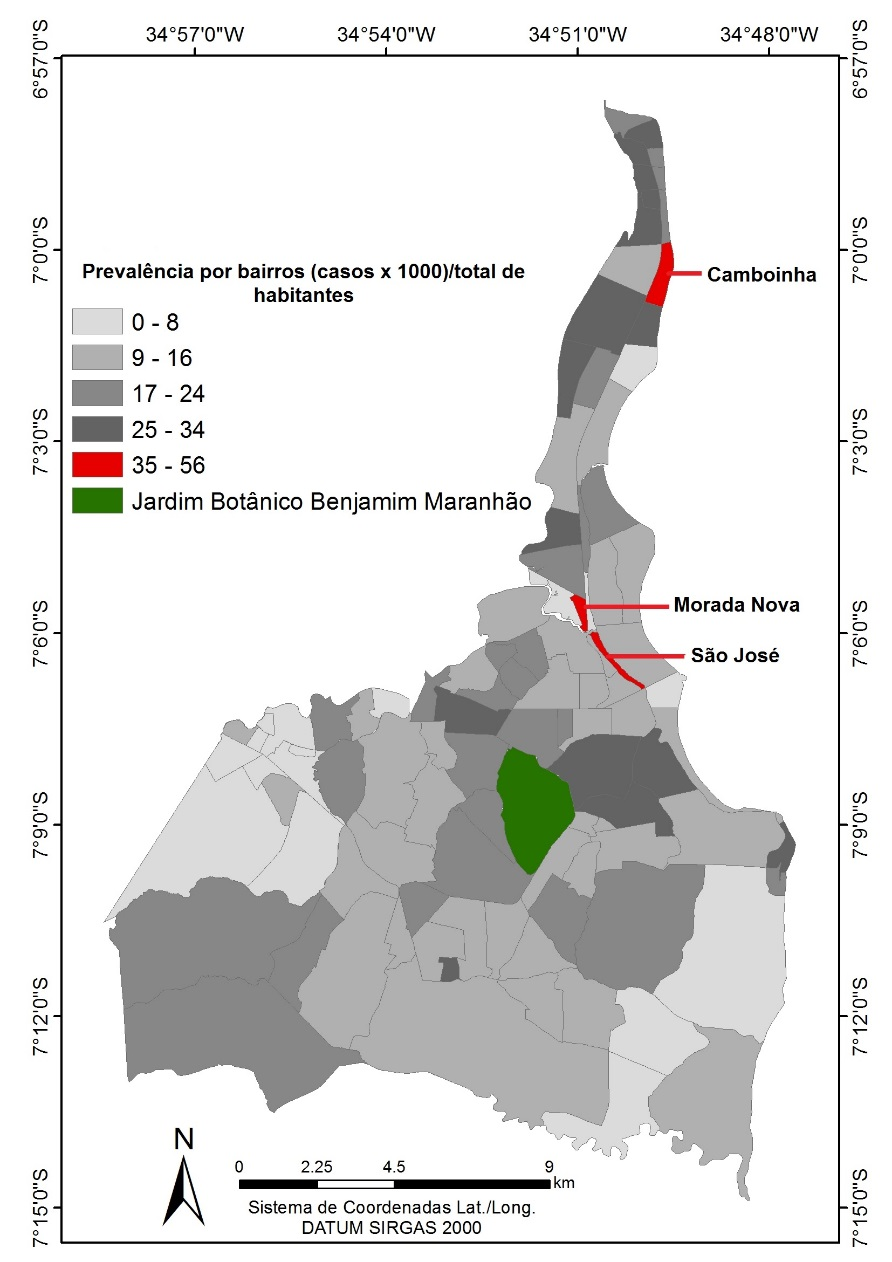 34°57'0"W 34°54'0"W 34°51'0"W 34°48'0"W
6°57'0"S 6°57'0"S
7°0'0"S 7°0'0"S
Camboinha
Prevalência por bairros (casos x 1000)/total de
habitantes
0 - 8
9 - 16
17 - 24
25 - 34
35 - 56
Jardim Botânico Benjamim Maranhão
7°3'0"S 7°3'0"S
Morada Nova
7°6'0"S 7°6'0"S
São José
7°9'0"S 7°9'0"S
7°12'0"S 7°12'0"S
N
0 2.25 4.5 9
km
Sistema de Coordenadas Lat./Long.
DATUM SIRGAS 2000
7°15'0"S 7°15'0"S